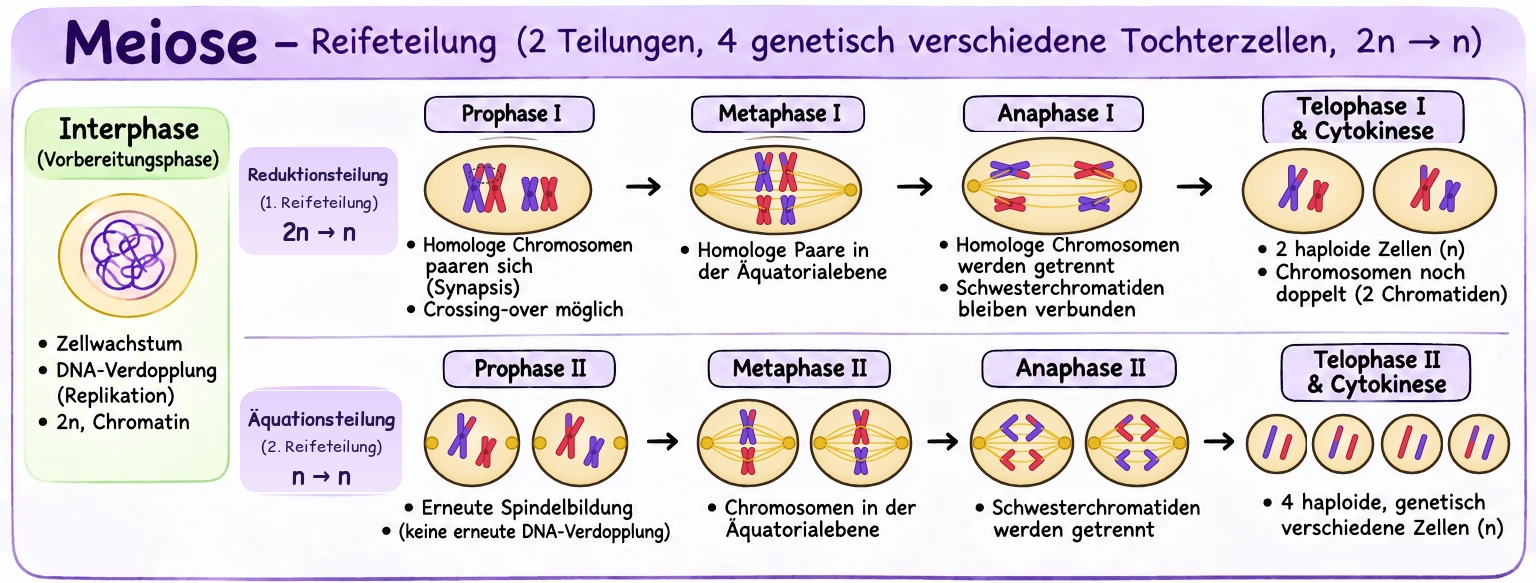 Meiose – Reifeteilung (2 Teilungen, 4 genetisch verschiedene Tochterzellen, 2n → n)
Interphase
(Vorbereitungsphase)
• Zellwachstum
• DNA-Verdopplung
(Replikation)
• 2n, Chromatin
Reduktionsteilung
(1. Reifeteilung)
2n → n
Prophase I
• Homologe Chromosomen
paaren sich
(Synapsis)
• Crossing-over möglich
Metaphase I
• Homologe Paare in
der Äquatorialebene
Anaphase I
• Homologe Chromosomen
werden getrennt
• Schwesterchromatiden
bleiben verbunden
Telophase I
& Cytokinese
• 2 haploide Zellen (n)
• Chromosomen noch
doppelt (2 Chromatiden)
Äquationsteilung
(2. Reifeteilung)
n → n
Prophase II
• Erneute Spindelbildung
• (keine erneute DNA-Verdopplung)
Metaphase II
• Chromosomen in der
Äquatorialebene
Anaphase II
• Schwesterchromatiden
werden getrennt
Telophase II
& Cytokinese
• 4 haploide, genetisch
verschiedene Zellen (n)